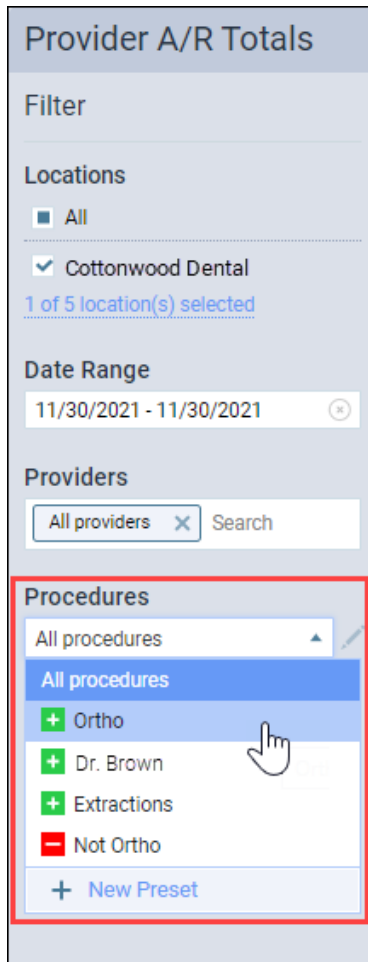 Provider A/R Totals
Filter
Locations
All
Cottonwood Dental
1 of 5 location(s) selected
Date Range
11/30/2021 - 11/30/2021
Providers
All providers Search
Procedures
All procedures
All procedures
Ortho
Dr. Brown
Extractions
Not Ortho
+ New Preset